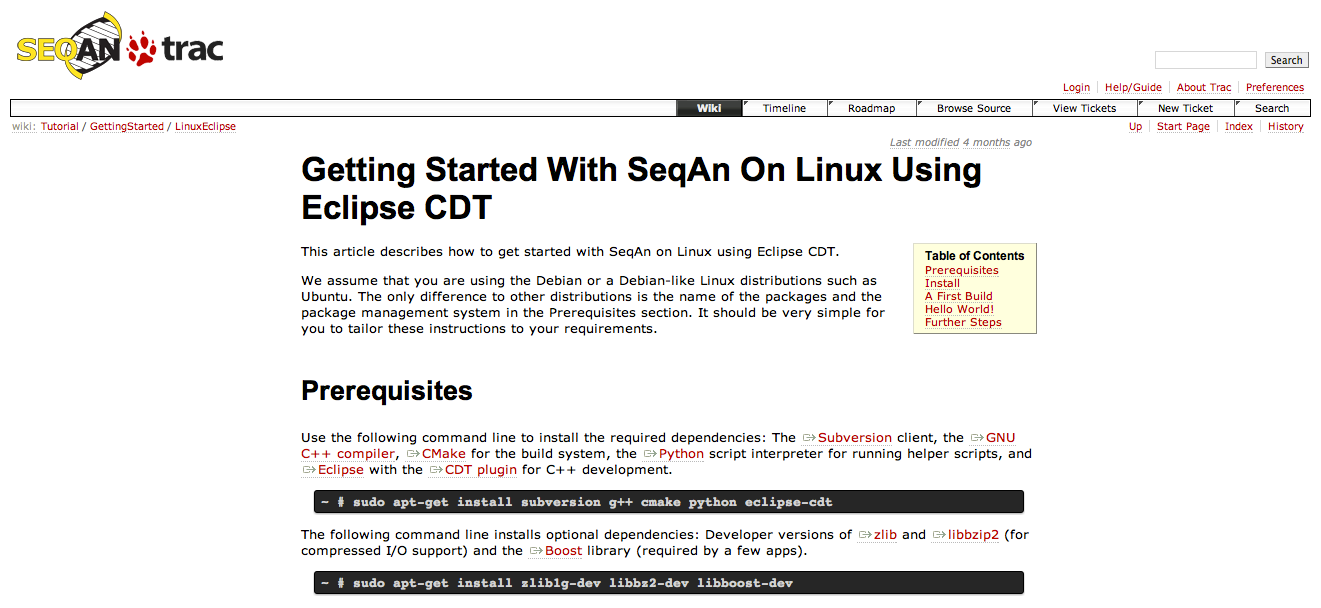 SEQAN trac
Search
Login Help/Guide About Trac Preferences
Wiki Timeline Roadmap Browse Source View Tickets New Ticket Search
wiki: Tutorial / GettingStarted / LinuxEclipse
Up Start Page Index History
Last modified 4 months ago
Getting Started With SeqAn On Linux Using
Eclipse CDT
This article describes how to get started with SeqAn on Linux using Eclipse CDT.
We assume that you are using the Debian or a Debian-like Linux distributions such as
Ubuntu. The only difference to other distributions is the name of the packages and the
package management system in the Prerequisites section. It should be very simple for
you to tailor these instructions to your requirements.
Table of Contents
Prerequisites
Install
A First Build
Hello World!
Further Steps
Prerequisites
Use the following command line to install the required dependencies: The Subversion client, the GNU
C++ compiler, CMake for the build system, the Python script interpreter for running helper scripts, and
Eclipse with the CDT plugin for C++ development.
~ # sudo apt-get install subversion g++ cmake python eclipse-cdt
The following command line installs optional dependencies: Developer versions of zlib and libbzip2 (for
compressed I/O support) and the Boost library (required by a few apps).
~ # sudo apt-get install zlib1g-dev libbz2-dev libboost-dev